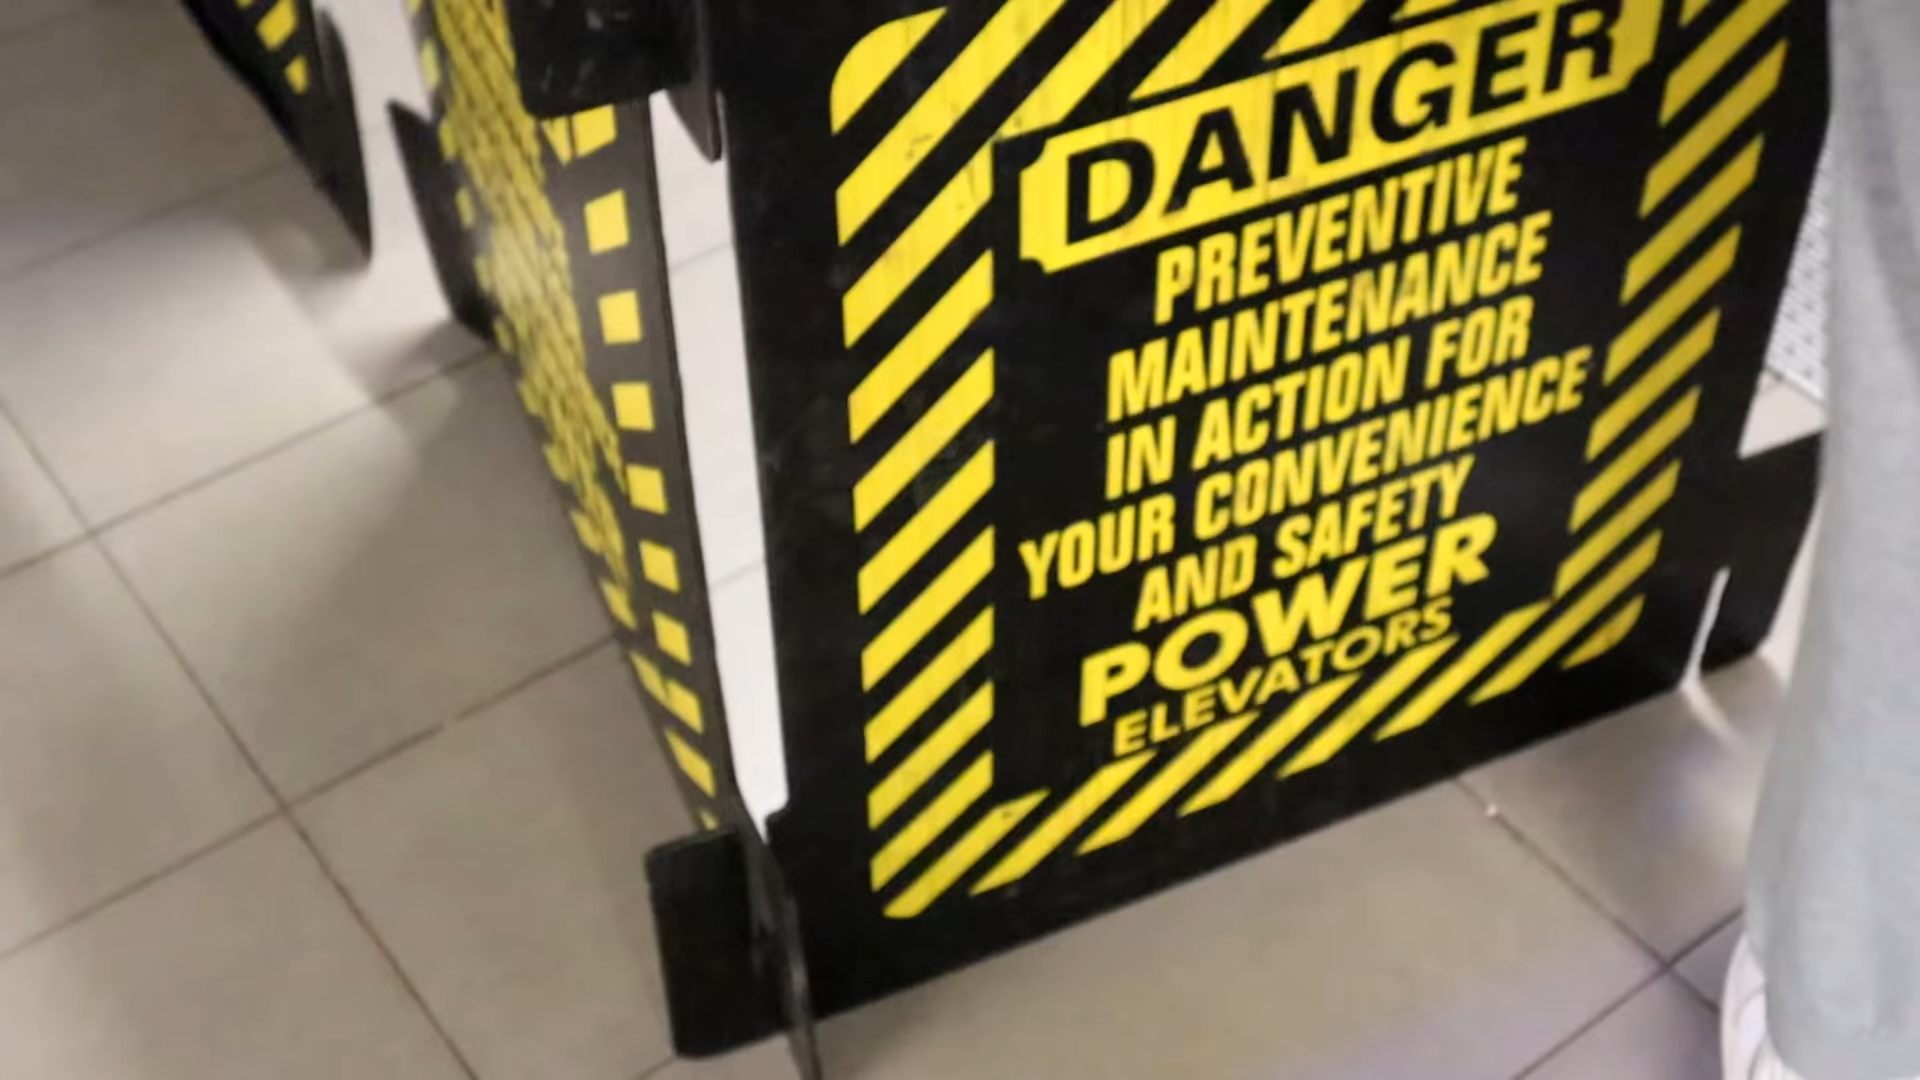 DANGER
PREVENTIVE
MAINTENANCE
IN ACTION FOR
YOUR CONVENIENCE
AND SAFETY
POWER
ELEVATORS